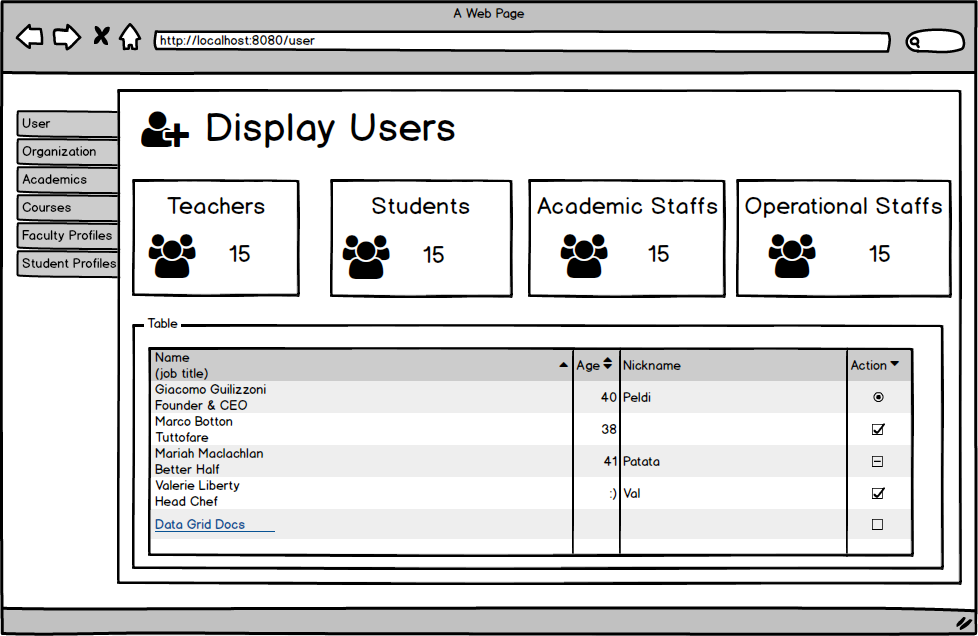 A Web Page
http://localhost:8080/user
User
Organization
Academics
Courses
Faculty Profiles
Student Profiles
Display Users
Teachers
15
Students
15
Academic Staffs
15
Operational Staffs
15
Table
Name
(job title)
Age
Nickname
Action
Giacomo Guilizzoni
Founder & CEO
40
Peldi
Marco Botton
Tuttofare
38
Mariah Maclachlan
Better Half
41
Patata
Valerie Liberty
Head Chef
:)
Val
Data Grid Docs